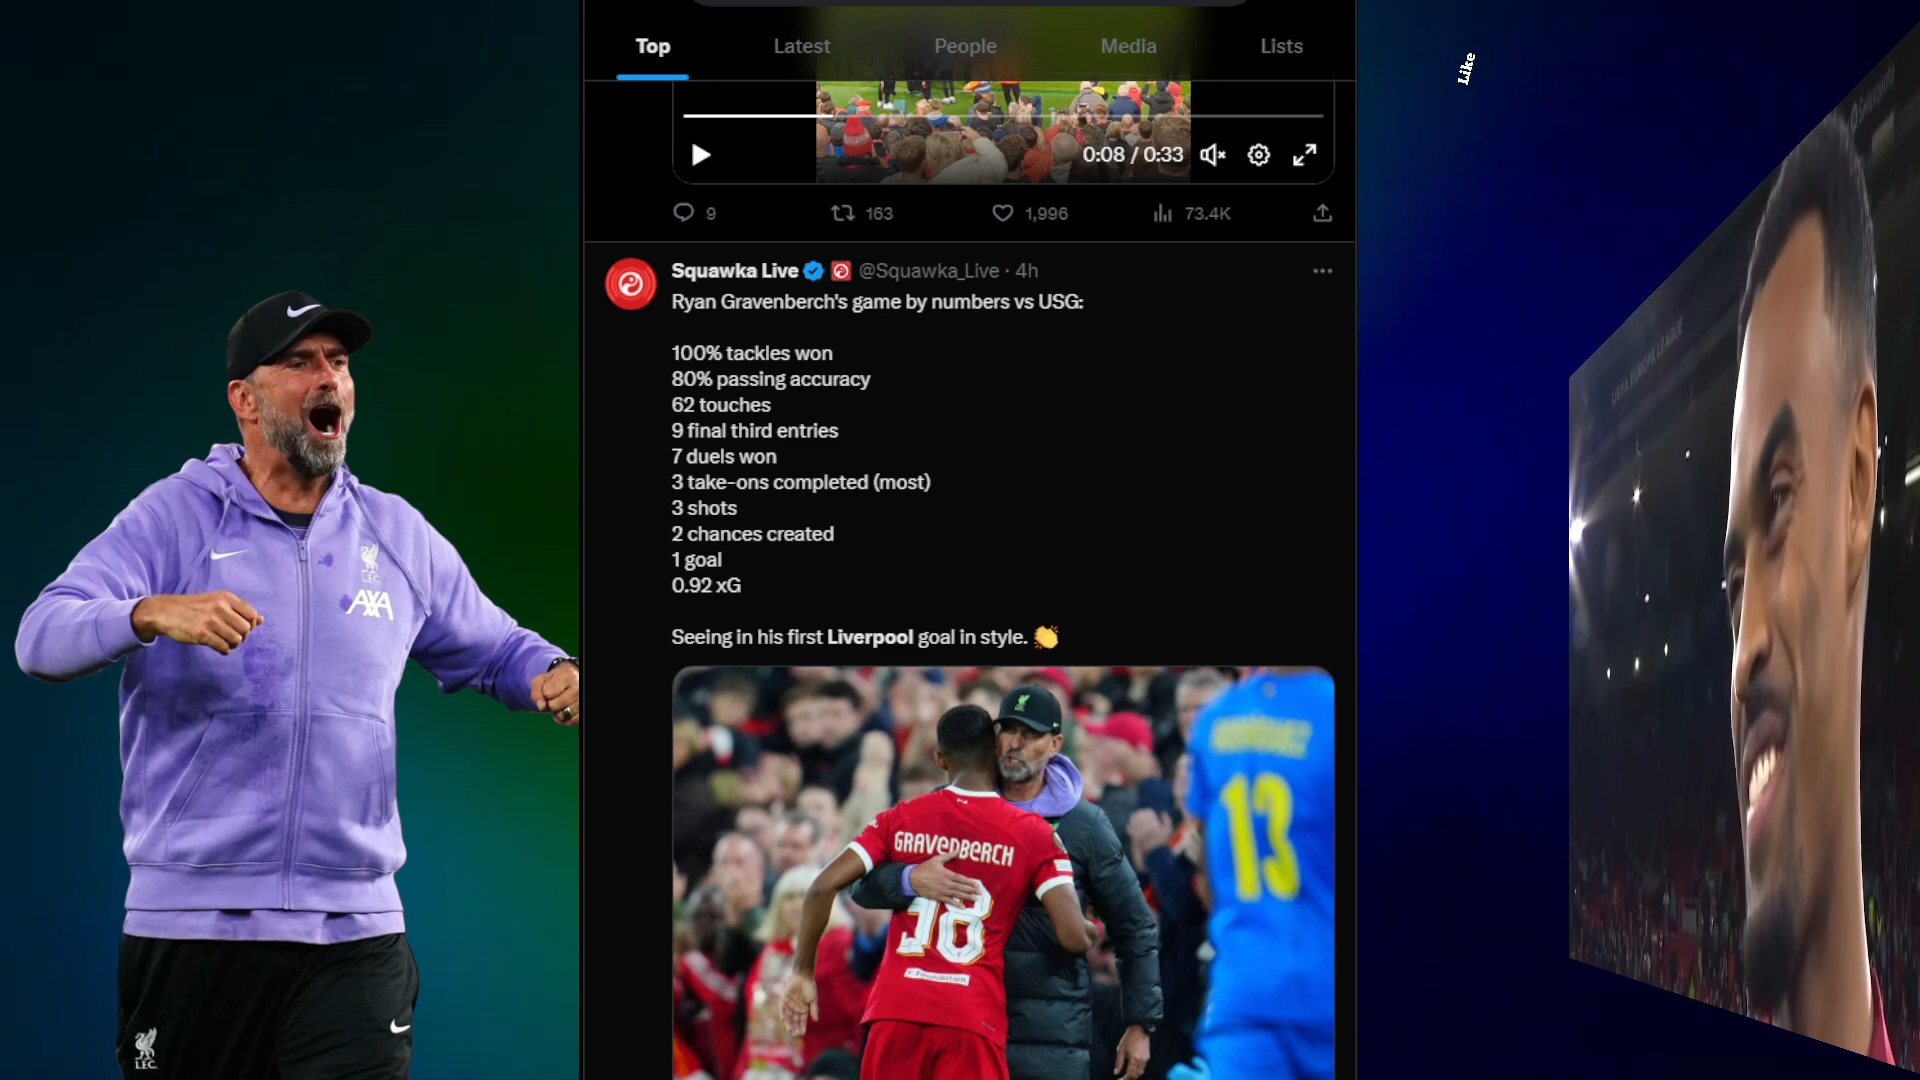 Top
Latest
People
Media
Lists
Like
0:08 / 0:33
9
163
1,996
73.4K
Squawka Live @Squawka_Live · 4h
Ryan Gravenberch's game by numbers vs USG:
100% tackles won
80% passing accuracy
62 touches
9 final third entries
7 duels won
3 take-ons completed (most)
3 shots
2 chances created
1 goal
0.92 xG
Seeing in his first Liverpool goal in style. 👏
L.F.C.
AXA
GRAVENBERCH
38
13
L.F.C.
UEFA EUROPA LEAGUE